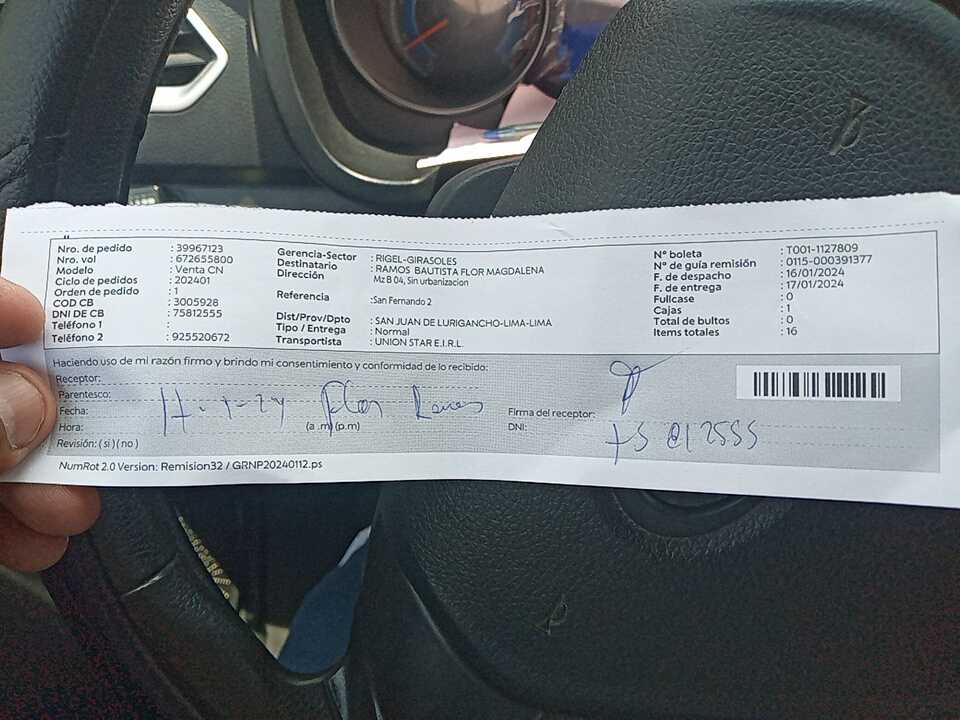 Nro. de pedido : 39967123
Nro. vol : 672655800
Modelo : Venta CN
Ciclo de pedidos : 202401
Orden de pedido : 1
COD CB : 3005928
DNI DE CB : 75812555
Teléfono 1 :
Teléfono 2 : 925520672
Gerencia-Sector : RIGEL-GIRASOLES
Destinatario : RAMOS BAUTISTA FLOR MAGDALENA
Dirección Mz B 04, Sin urbanizacion
Referencia :San Fernando 2
Dist/Prov/Dpto : SAN JUAN DE LURIGANCHO-LIMA-LIMA
Tipo / Entrega : Normal
Transportista : UNION STAR E.I.R.L.
N° boleta : T001-1127809
N° de guía remisión : 0115-000391377
F. de despacho : 16/01/2024
F. de entrega : 17/01/2024
Fullcase : 0
Cajas : 1
Total de bultos : 0
Items totales : 16
Haciendo uso de mi razón firmo y brindo mi consentimiento y conformidad de lo recibido:
Receptor:
Parentesco:
Fecha: 17-1-24 Flor Ramos
Hora: (a .m) (p.m)
Revisión: ( si ) ( no )
Firma del receptor:
DNI: 75812555
NumRot 2.0 Version: Remision32 / GRNP20240112.ps